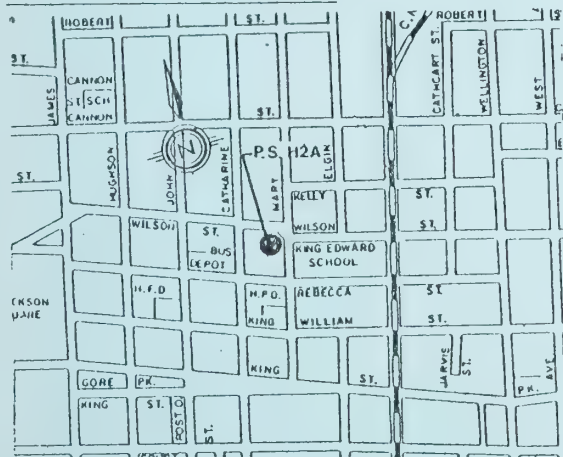 ROBERT ST.
ROBERT
ST.
CANNON
ST. SCH
CANNON
ST.
JAMES
HUGHSON
JOHN
CATHARINE
MARY
ELGIN
CATHCART ST.
WELLINGTON
WEST
P.S. H2A
ST.
KELLY
ST.
WILSON
ST.
WILSON
ST.
BUS
DEPOT
KING EDWARD
SCHOOL
H.F.D
H.P.D.
REBECCA
ST.
KING
WILLIAM
ST.
CKSON
UARE
KING
ST.
JARVIS
ST.
GORE
PK.
PK.
AVE
KING
ST.
POST O.
ST.